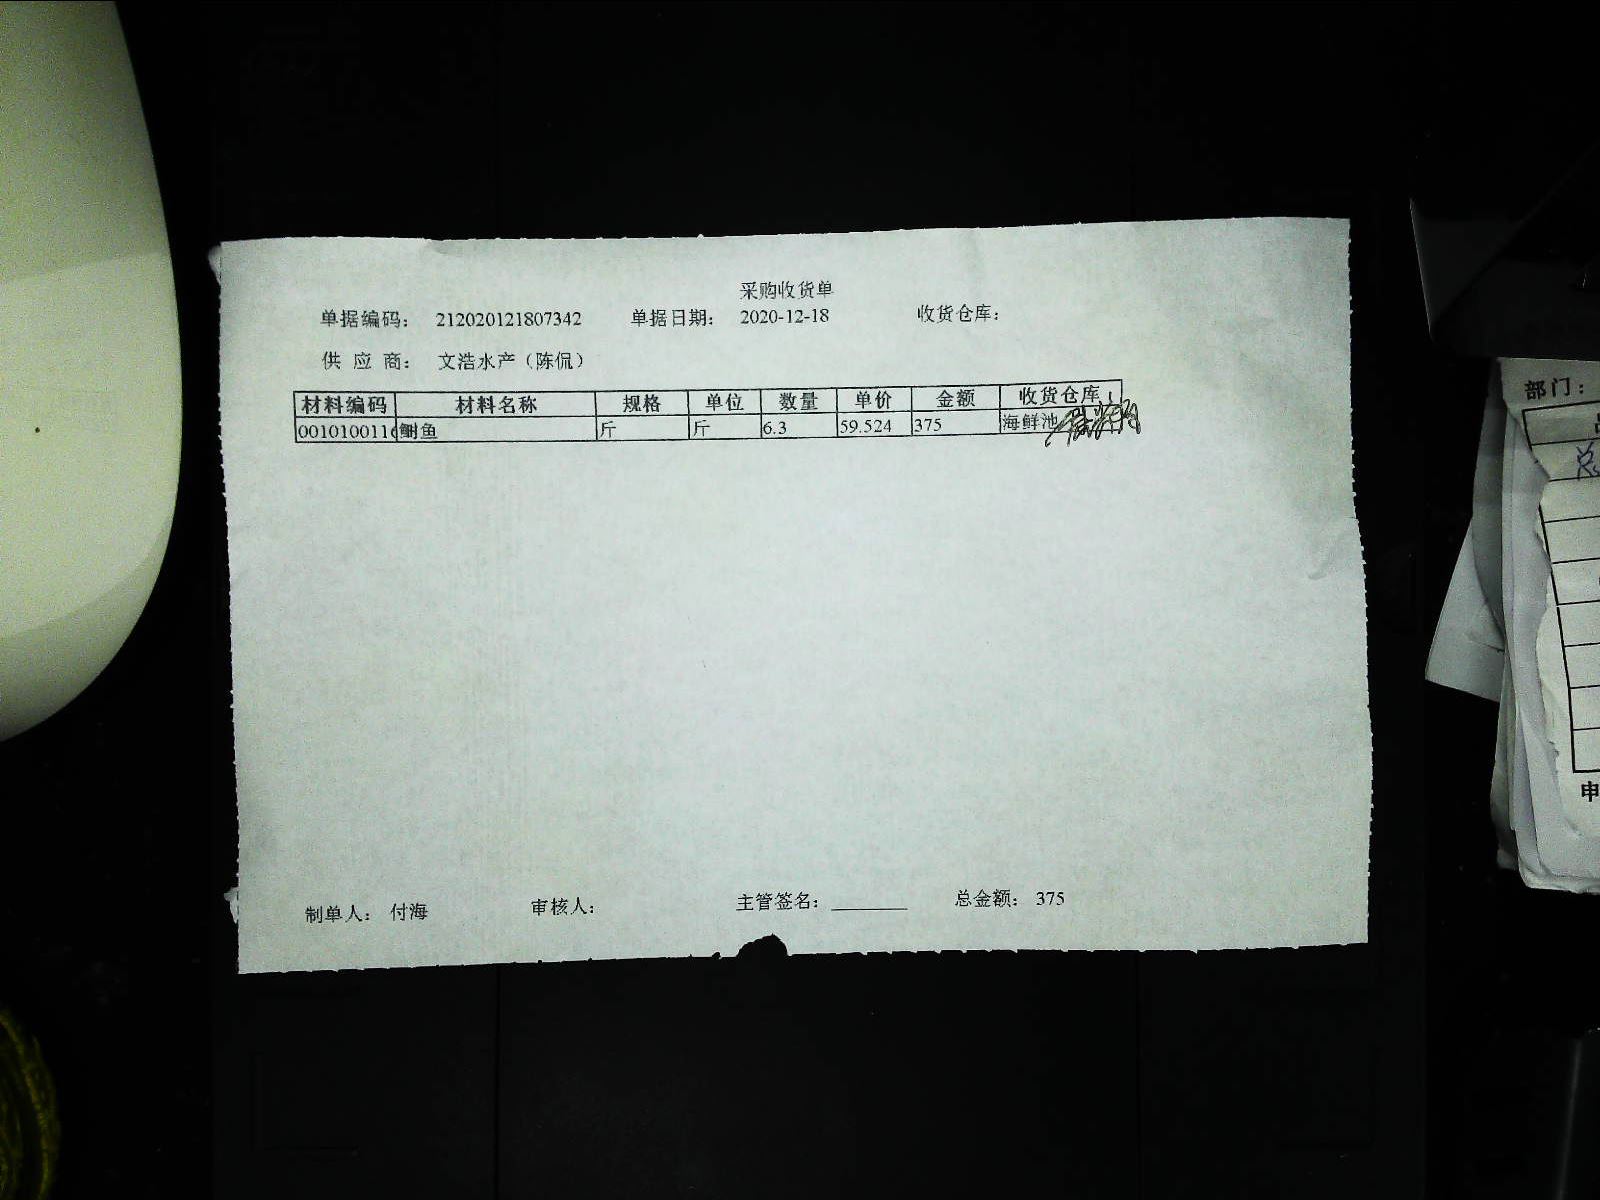 采购收货单
单据编码： 212020121807342 单据日期： 2020-12-18 收货仓库：
供 应 商： 文浩水产（陈侃）
材料编码 材料名称 规格 单位 数量 单价 金额 收货仓库
0010100116 鲥鱼 斤 斤 6.3 59.524 375 海鲜池
制单人： 付海 审核人： 主管签名： 总金额： 375
部门：
总
申